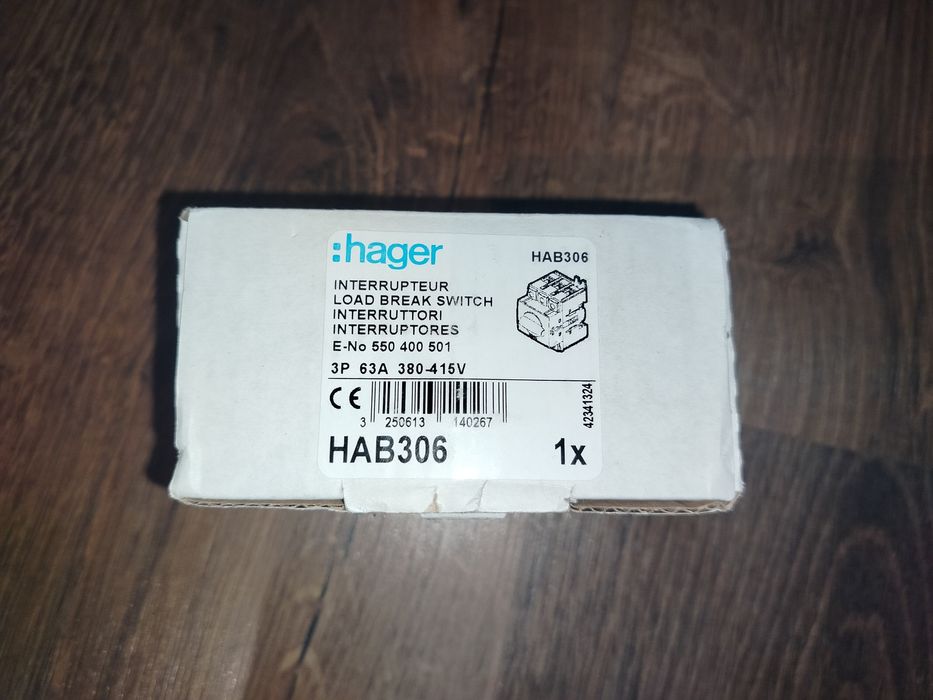 :hager
HAB306
INTERRUPTEUR
LOAD BREAK SWITCH
INTERRUTTORI
INTERRUPTORES
E-No 550 400 501
3P 63A 380-415V
CE
3 250613 140267
42341324
HAB306
1x